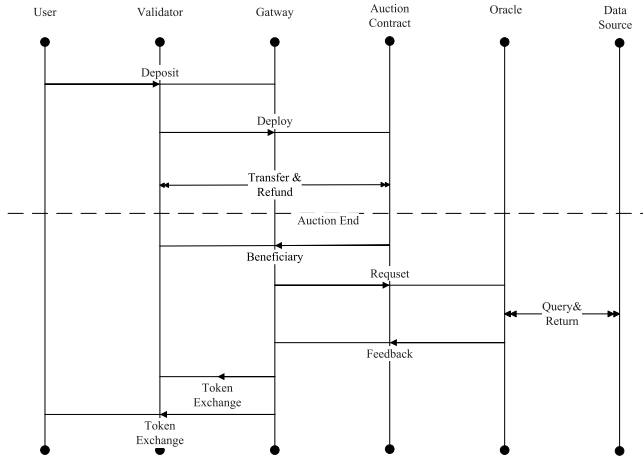 User
Validator
Gatway
Auction
Contract
Oracle
Data
Source
Deposit
Deploy
Transfer &
Refund
Auction End
Beneficiary
Requset
Query&
Return
Feedback
Token
Exchange
Token
Exchange